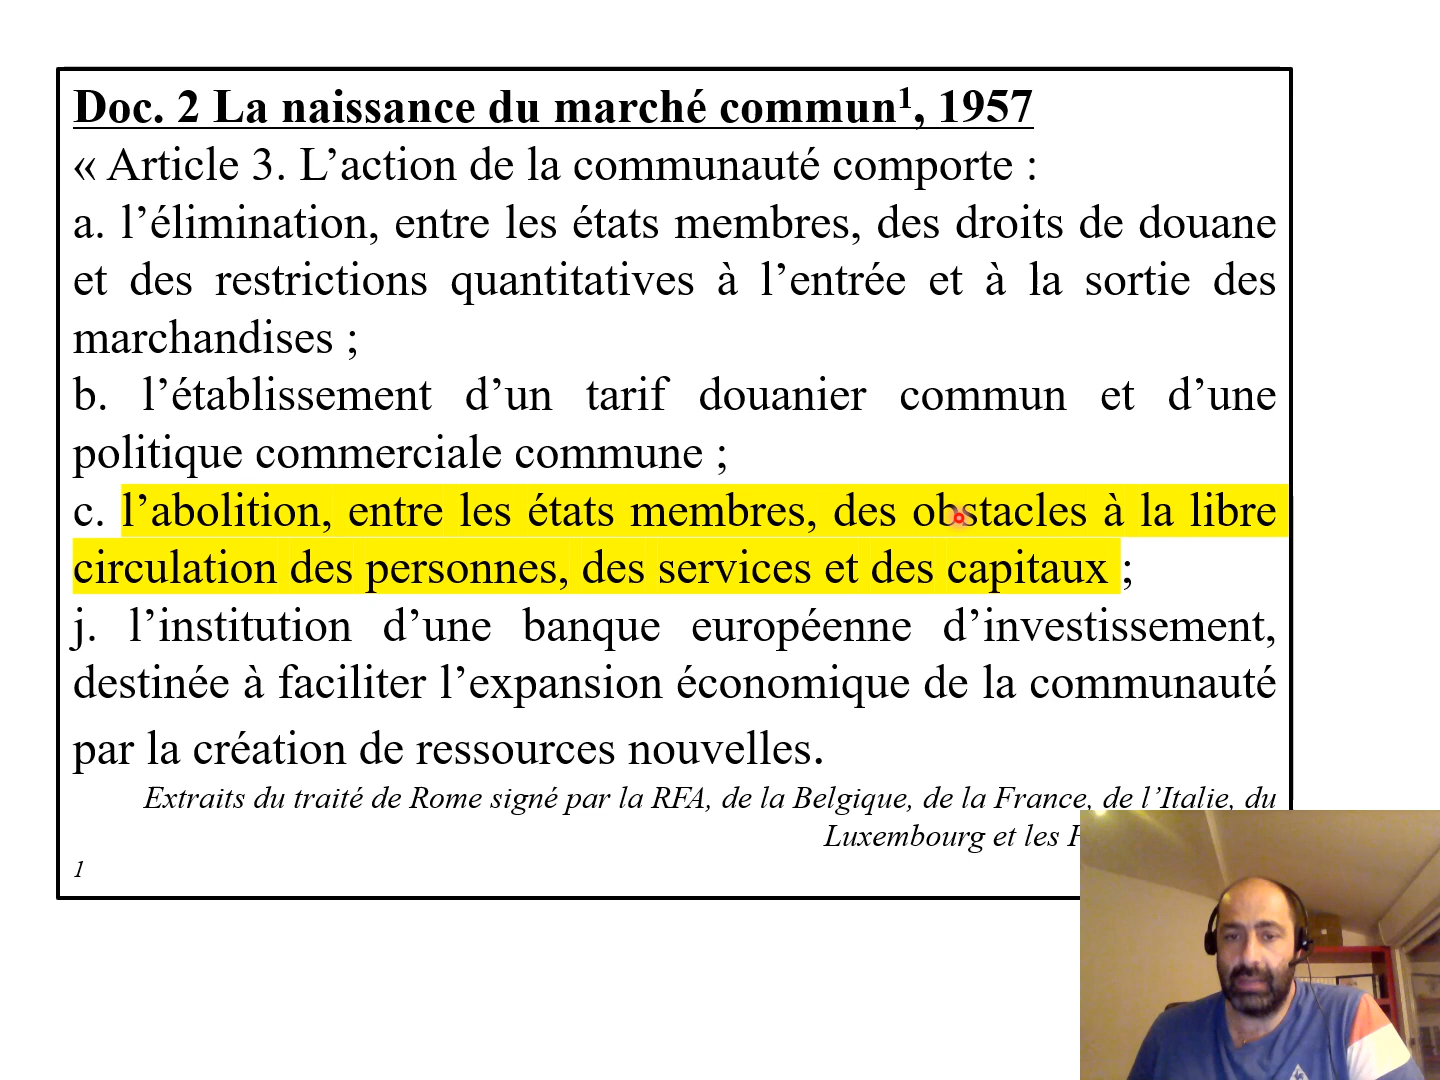 Doc. 2 La naissance du marché commun¹, 1957
« Article 3. L’action de la communauté comporte :
a. l’élimination, entre les états membres, des droits de douane
et des restrictions quantitatives à l’entrée et à la sortie des
marchandises ;
b. l’établissement d’un tarif douanier commun et d’une
politique commerciale commune ;
c. l’abolition, entre les états membres, des obstacles à la libre
circulation des personnes, des services et des capitaux ;
j. l’institution d’une banque européenne d’investissement,
destinée à faciliter l’expansion économique de la communauté
par la création de ressources nouvelles.
Extraits du traité de Rome signé par la RFA, de la Belgique, de la France, de l’Italie, du
Luxembourg et les
1